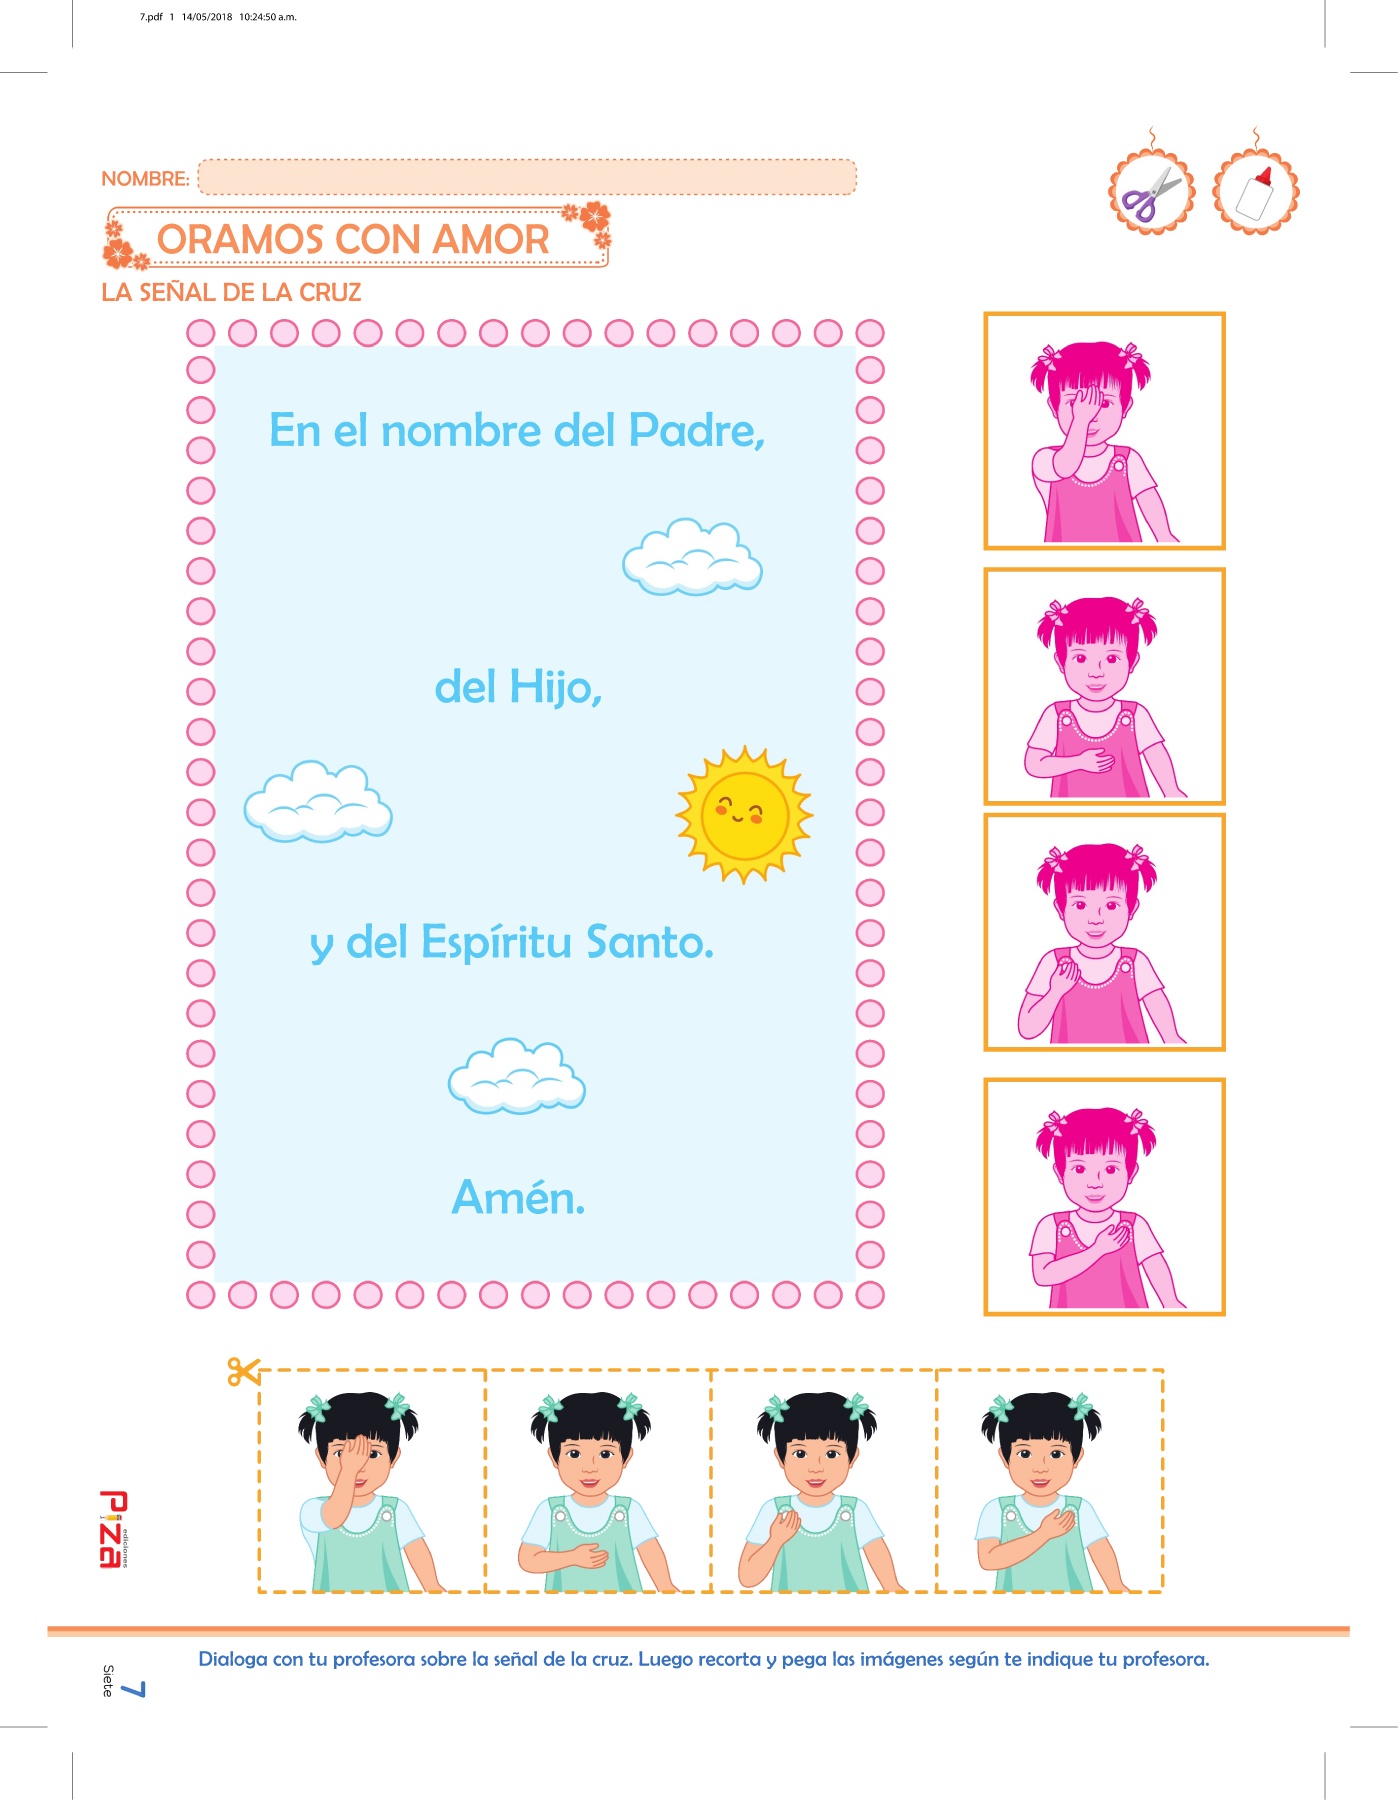 7.pdf 1 14/05/2018 10:24:50 a.m.
NOMBRE:
ORAMOS CON AMOR
LA SEÑAL DE LA CRUZ
En el nombre del Padre,
del Hijo,
y del Espíritu Santo.
Amén.
Piza
ediciones
Dialoga con tu profesora sobre la señal de la cruz. Luego recorta y pega las imágenes según te indique tu profesora.
7
Siete